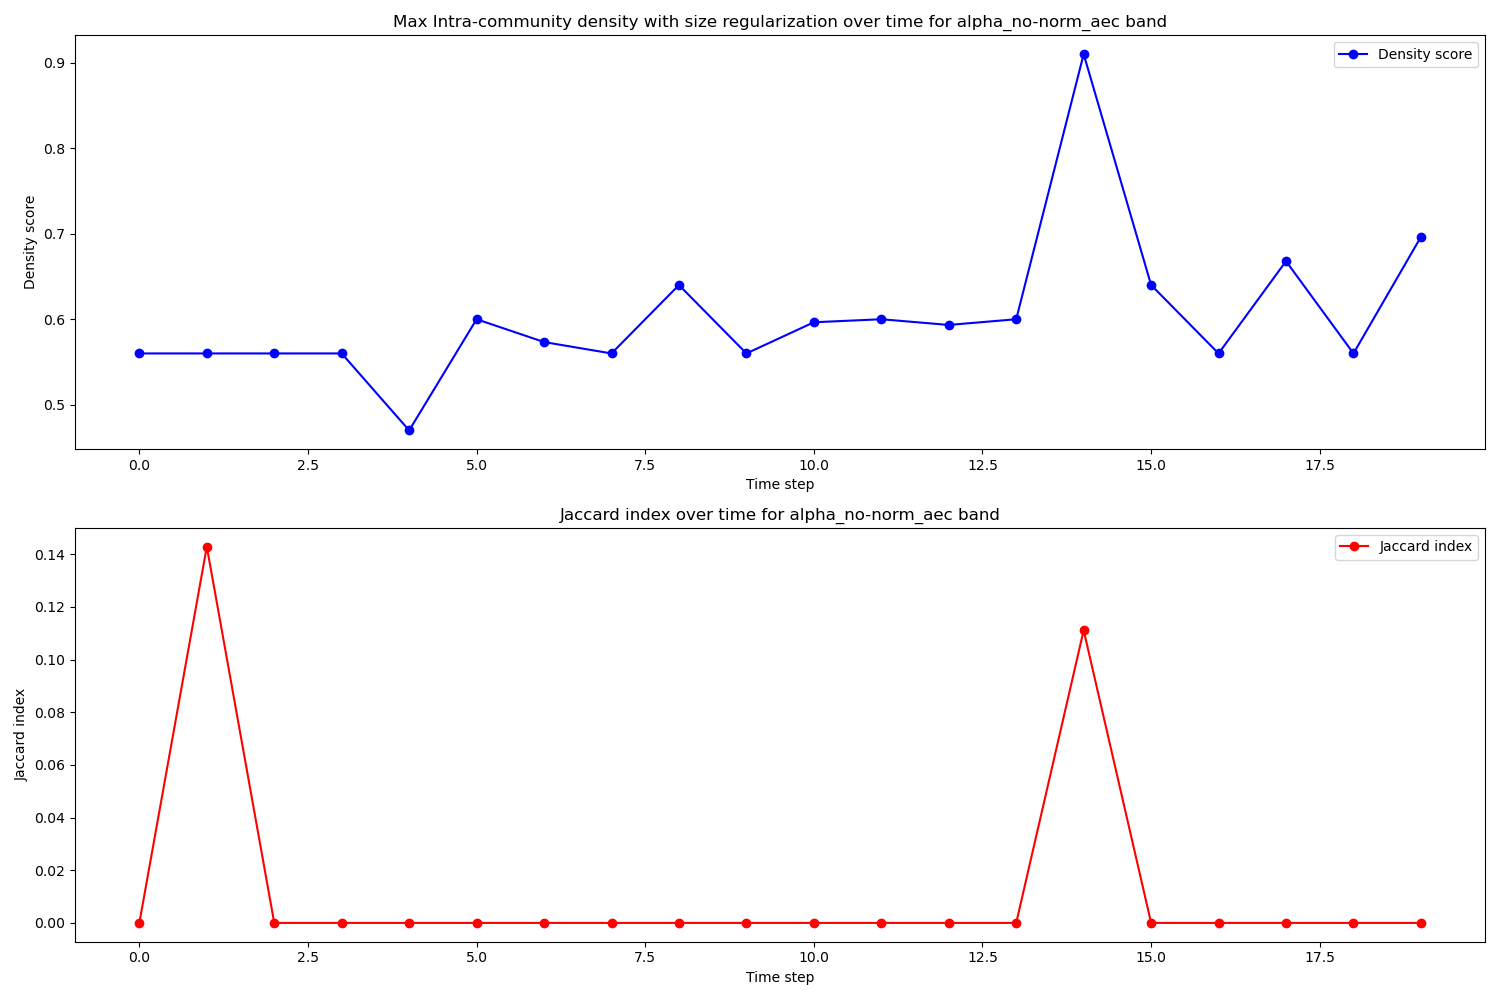 Max Intra-community density with size regularization over time for alpha_no-norm_aec band
Density score
Density score
0.9
0.8
0.7
0.6
0.5
0.0 2.5 5.0 7.5 10.0 12.5 15.0 17.5
Time step
Jaccard index over time for alpha_no-norm_aec band
Jaccard index
Jaccard index
0.14
0.12
0.10
0.08
0.06
0.04
0.02
0.00
0.0 2.5 5.0 7.5 10.0 12.5 15.0 17.5
Time step